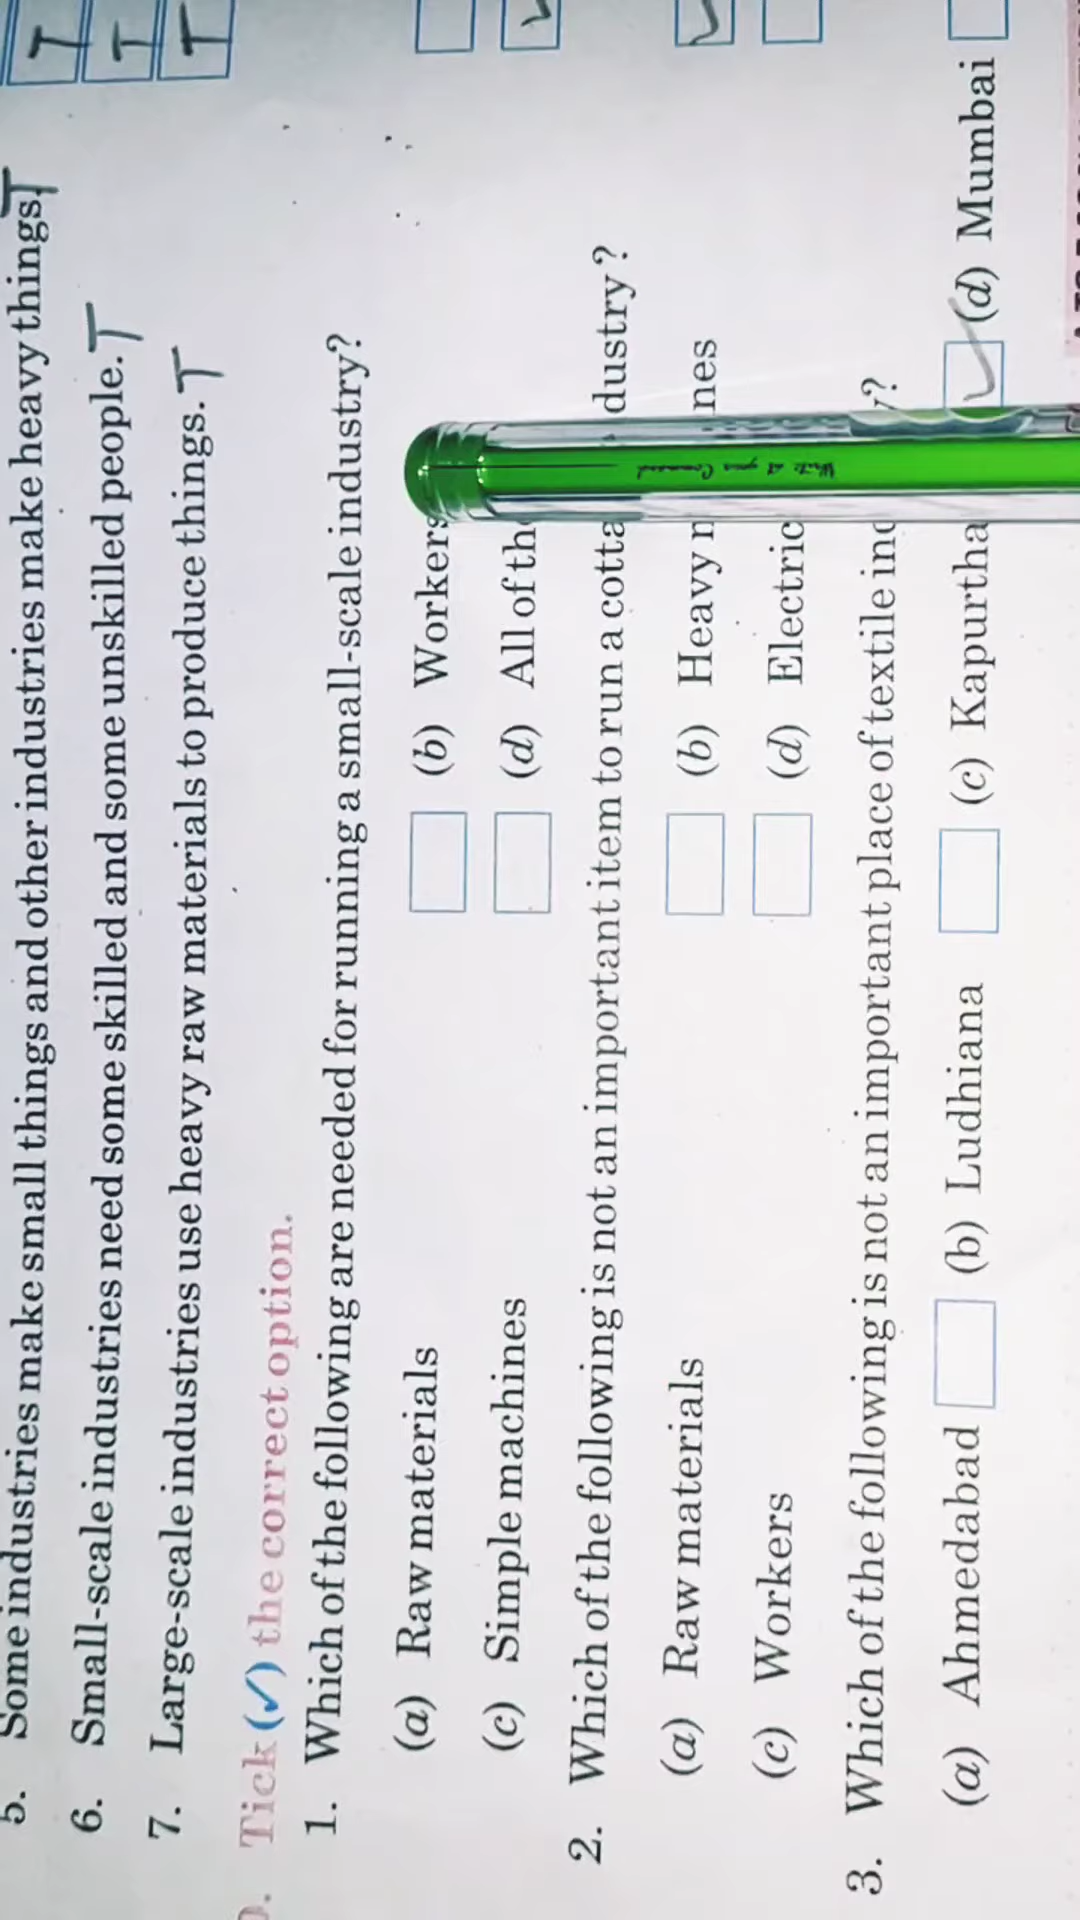 5. Some industries make small things and other industries make heavy things. T T
6. Small-scale industries need some skilled and some unskilled people. T T
7. Large-scale industries use heavy raw materials to produce things. T T
D. Tick (✓) the correct option.
1. Which of the following are needed for running a small-scale industry?
(a) Raw materials (b) Workers
(c) Simple machines (d) All of th ✓
2. Which of the following is not an important item to run a cotta dustry?
(a) Raw materials (b) Heavy m nes ✓
(c) Workers (d) Electric
3. Which of the following is not an important place of textile ind y?
(a) Ahmedabad (b) Ludhiana (c) Kapurtha ✓ (d) Mumbai